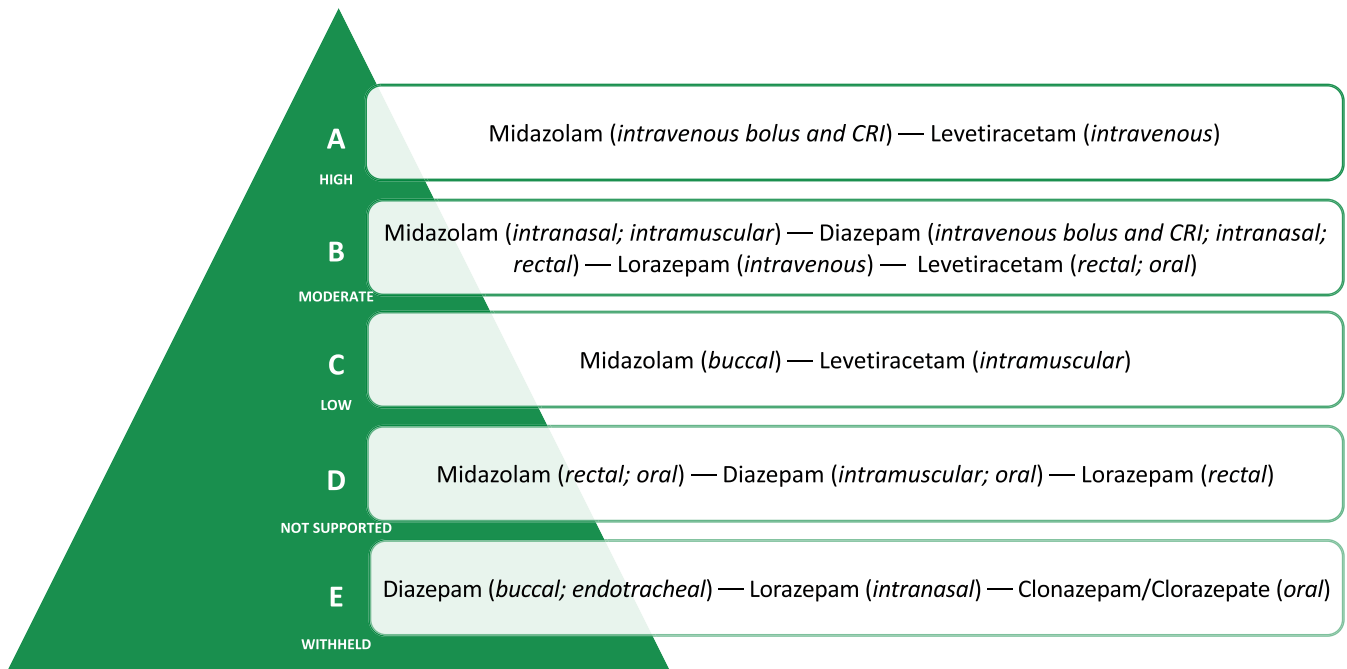 A
HIGH
Midazolam (intravenous bolus and CRI) — Levetiracetam (intravenous)
B
MODERATE
Midazolam (intranasal; intramuscular) — Diazepam (intravenous bolus and CRI; intranasal;
rectal) — Lorazepam (intravenous) — Levetiracetam (rectal; oral)
C
LOW
Midazolam (buccal) — Levetiracetam (intramuscular)
D
NOT SUPPORTED
Midazolam (rectal; oral) — Diazepam (intramuscular; oral) — Lorazepam (rectal)
E
WITHHELD
Diazepam (buccal; endotracheal) — Lorazepam (intranasal) — Clonazepam/Clorazepate (oral)